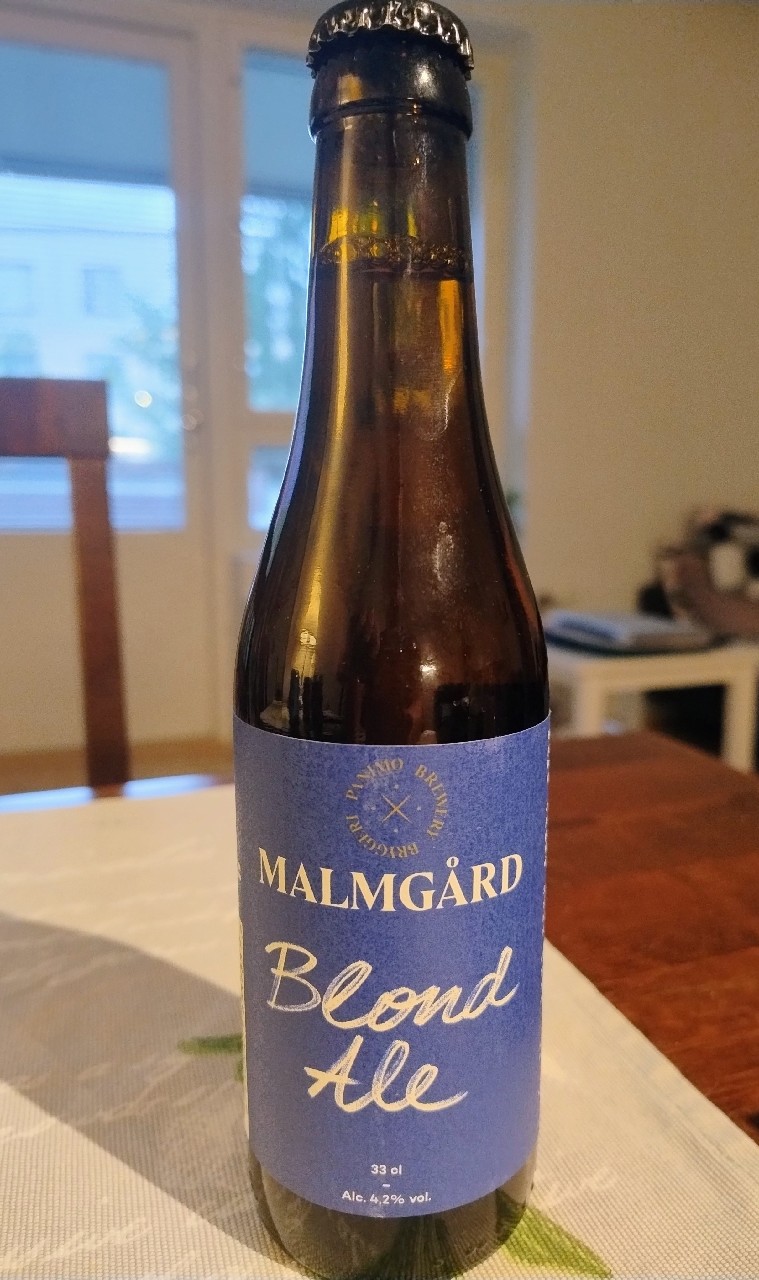 PANIMO BREWERY BRYGGERI
MALMGÅRD
Blond
Ale
33 cl
–
Alc. 4,2% vol.